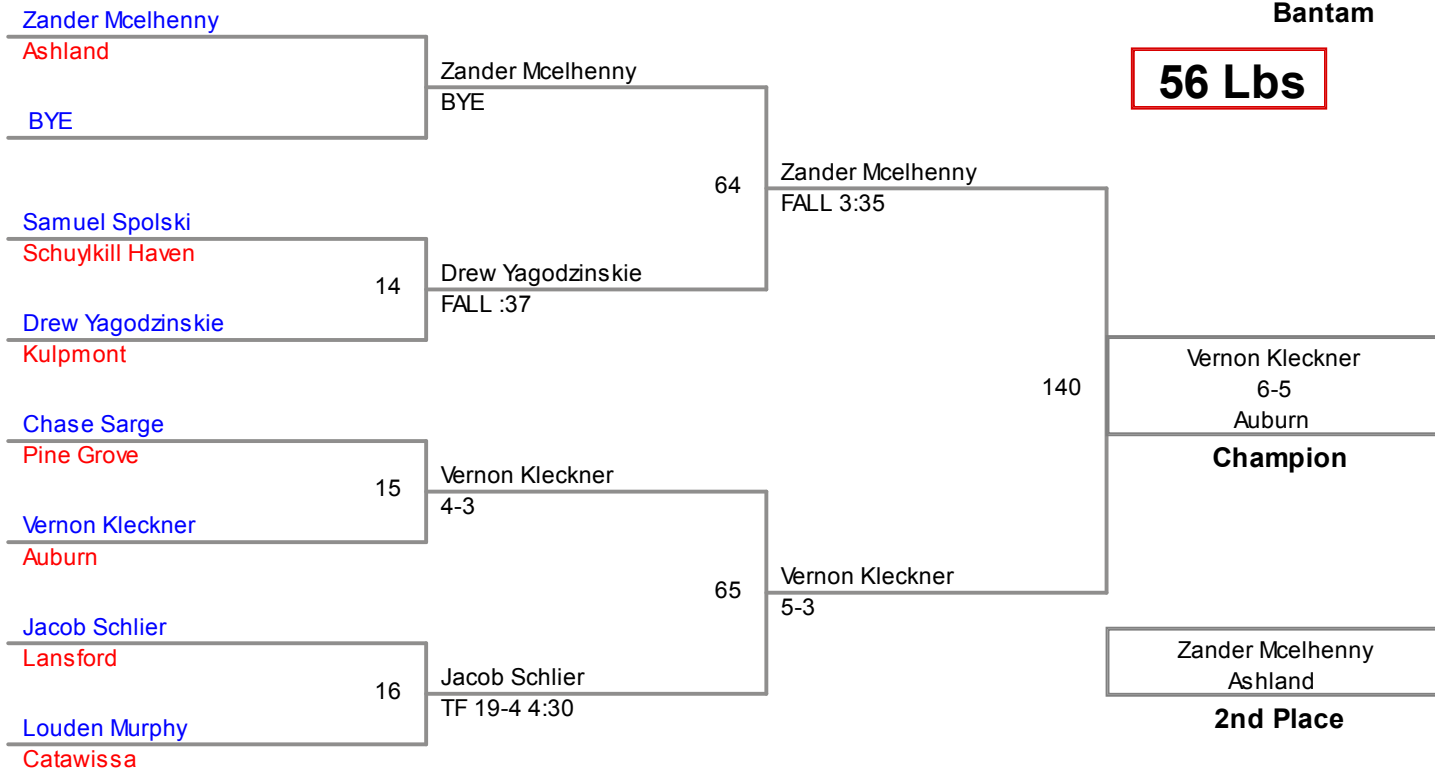 Bantam
56 Lbs
Zander Mcelhenny
Ashland
BYE
Samuel Spolski
Schuylkill Haven
14
Drew Yagodzinskie
Kulpmont
Chase Sarge
Pine Grove
15
Vernon Kleckner
Auburn
Jacob Schlier
Lansford
16
Louden Murphy
Catawissa
Zander Mcelhenny
BYE
64
Drew Yagodzinskie
FALL :37
Vernon Kleckner
4-3
65
Jacob Schlier
TF 19-4 4:30
Zander Mcelhenny
FALL 3:35
140
Vernon Kleckner
5-3
Vernon Kleckner
6-5
Auburn
Champion
Zander Mcelhenny
Ashland
2nd Place